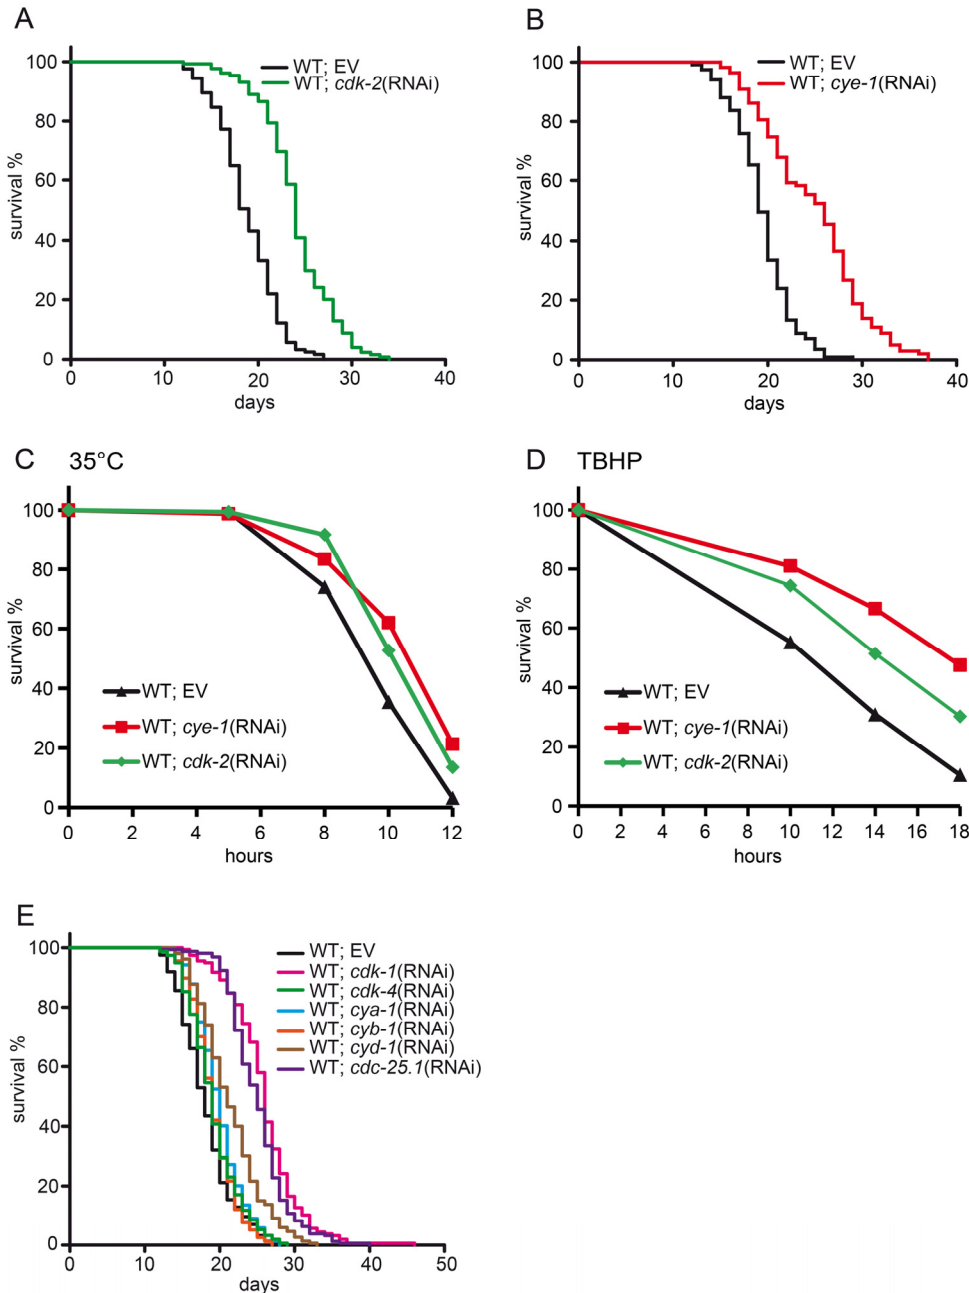 A
B
WT; EV
WT; cdk-2(RNAi)
WT; EV
WT; cye-1(RNAi)
100
80
60
40
20
0
survival %
0 10 20 30 40
days
100
80
60
40
20
0
survival %
0 10 20 30 40
days
C 35°C
100
80
60
40
20
0
survival %
WT; EV
WT; cye-1(RNAi)
WT; cdk-2(RNAi)
0 2 4 6 8 10 12
hours
D TBHP
100
80
60
40
20
0
survival %
WT; EV
WT; cye-1(RNAi)
WT; cdk-2(RNAi)
0 2 4 6 8 10 12 14 16 18
hours
E
100
80
60
40
20
0
survival %
WT; EV
WT; cdk-1(RNAi)
WT; cdk-4(RNAi)
WT; cya-1(RNAi)
WT; cyb-1(RNAi)
WT; cyd-1(RNAi)
WT; cdc-25.1(RNAi)
0 10 20 30 40 50
days